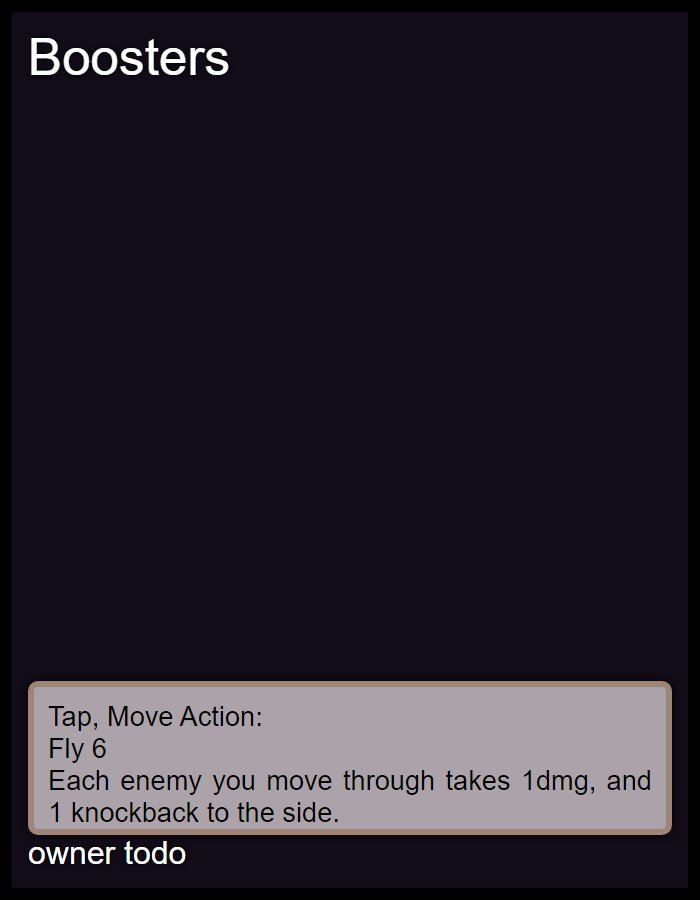 Boosters
Tap, Move Action:
Fly 6
Each enemy you move through takes 1dmg, and
1 knockback to the side.
owner todo